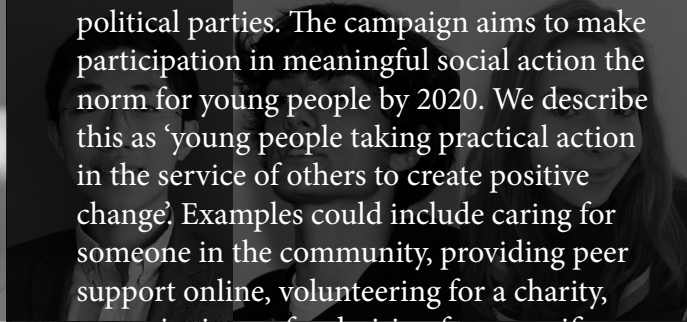 political parties. The campaign aims to make
participation in meaningful social action the
norm for young people by 2020. We describe
this as ‘young people taking practical action
in the service of others to create positive
change’. Examples could include caring for
someone in the community, providing peer
support online, volunteering for a charity,